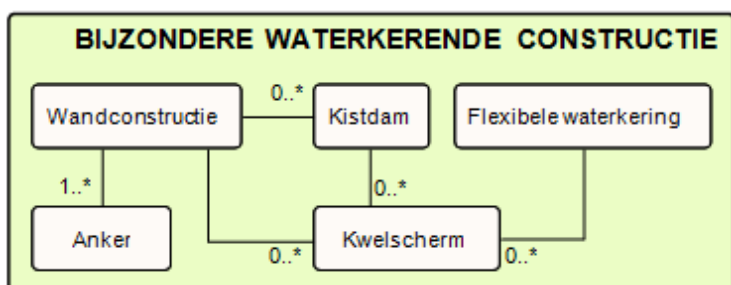 BIJZONDERE WATERKERENDE CONSTRUCTIE
0..*
Wandconstructie
Kistdam
Flexibele waterkering
1..*
0..*
Anker
Kwelscherm
0..*
0..*